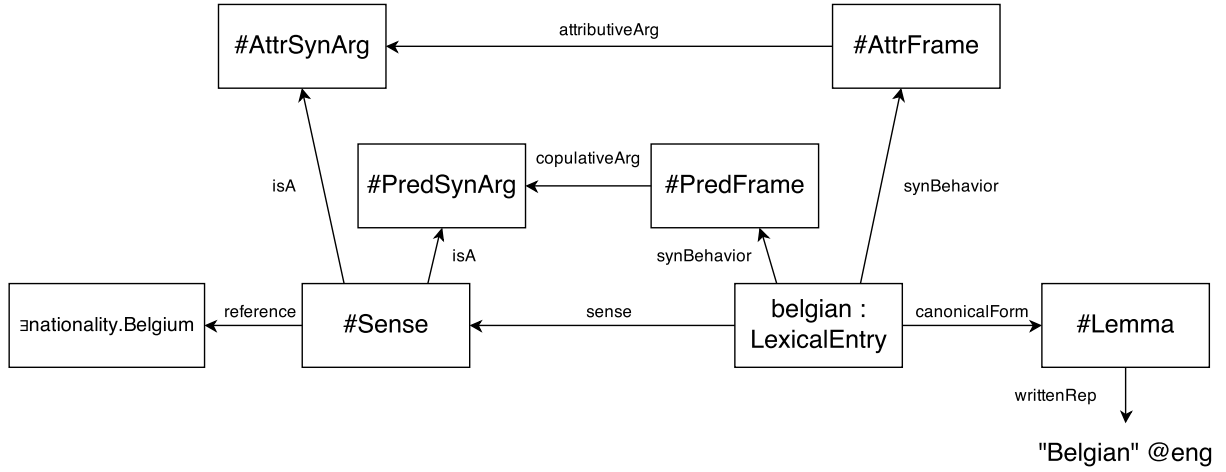 #AttrSynArg
attributiveArg
#AttrFrame
#PredSynArg
copulativeArg
#PredFrame
isA
synBehavior
isA
synBehavior
∃nationality.Belgium
reference
#Sense
sense
belgian :
LexicalEntry
canonicalForm
#Lemma
writtenRep
"Belgian" @eng